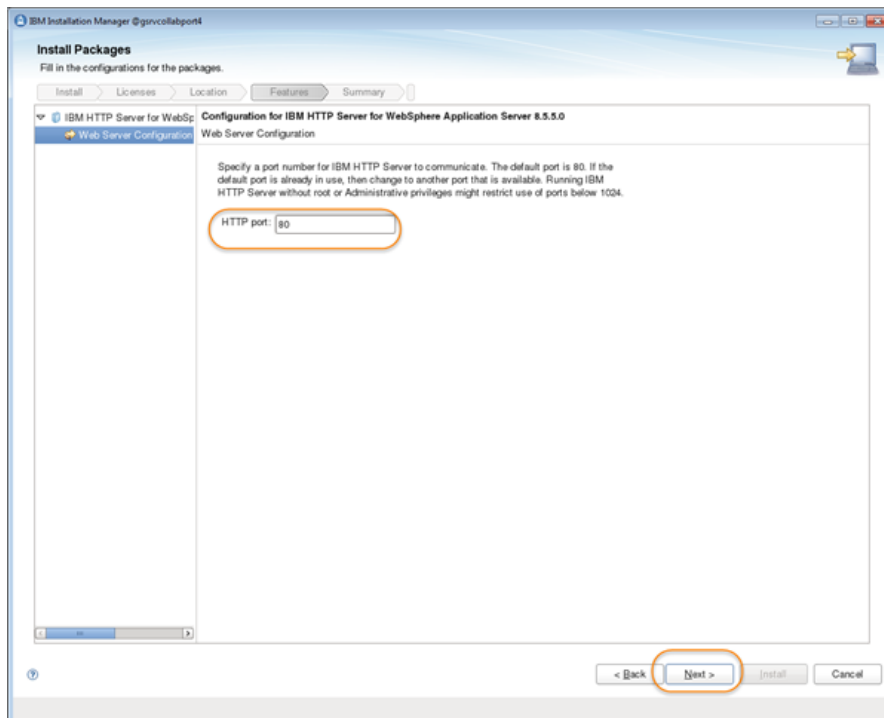 IBM Installation Manager @gsrvcollabport4
Install Packages
Fill in the configurations for the packages.
Install Licenses Location Features Summary
IBM HTTP Server for WebSp
Web Server Configuration
Configuration for IBM HTTP Server for WebSphere Application Server 8.5.5.0
Web Server Configuration
Specify a port number for IBM HTTP Server to communicate. The default port is 80. If the
default port is already in use, then change to another port that is available. Running IBM
HTTP Server without root or Administrative privileges might restrict use of ports below 1024.
HTTP port: 80
? < Back Next > Install Cancel